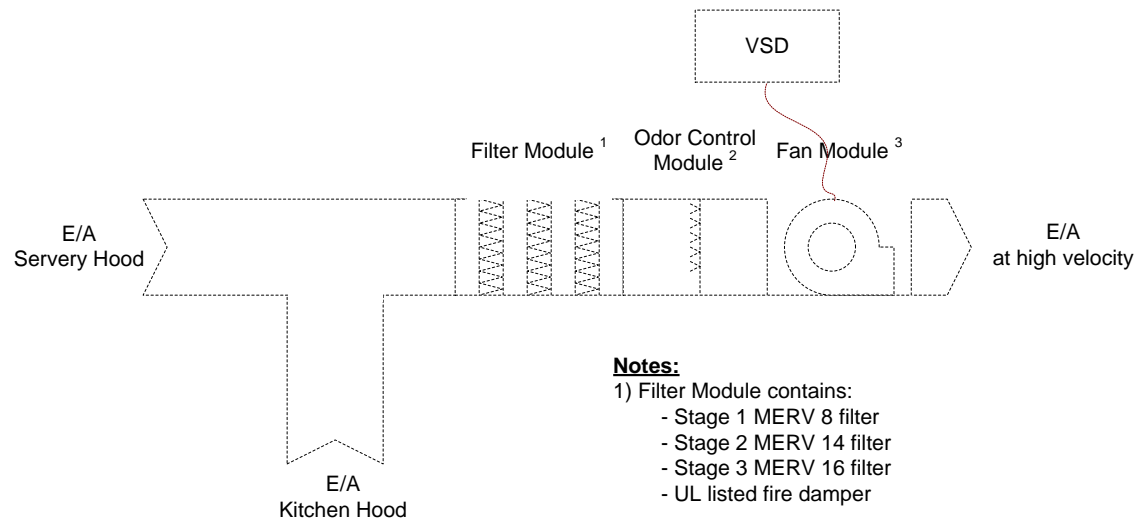 VSD
Filter Module 1
Odor Control
Module 2
Fan Module 3
E/A
Servery Hood
E/A
at high velocity
E/A
Kitchen Hood
Notes:
1) Filter Module contains:
- Stage 1 MERV 8 filter
- Stage 2 MERV 14 filter
- Stage 3 MERV 16 filter
- UL listed fire damper